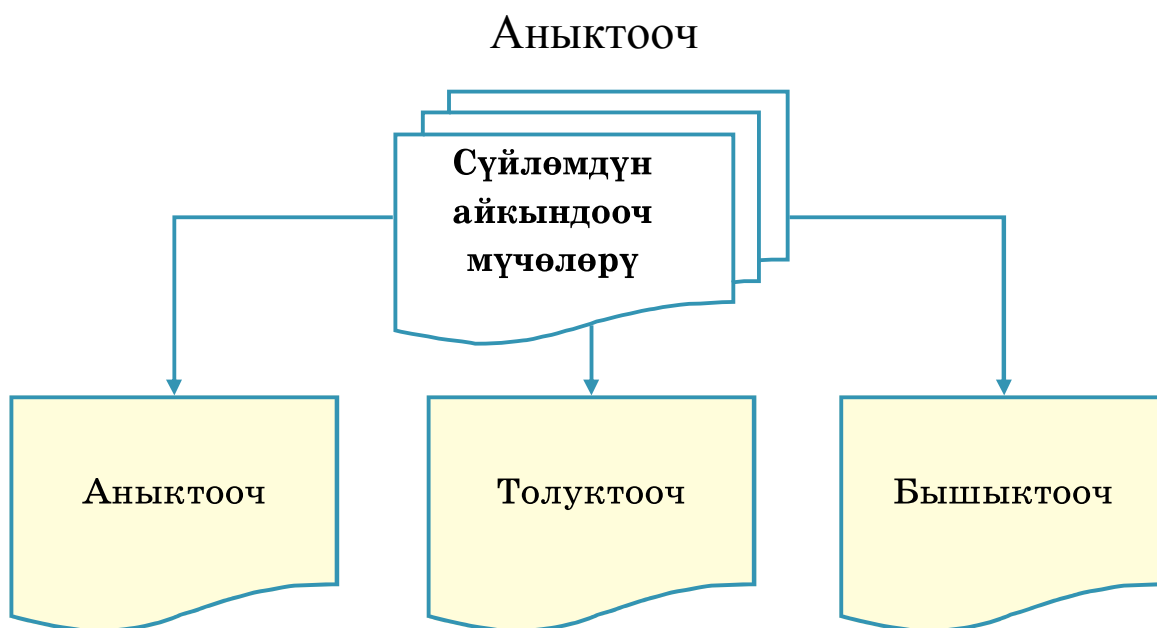 Аныктооч
Сүйлөмдүн
айкындооч
мүчөлөрү
Аныктооч
Толуктооч
Бышыктооч